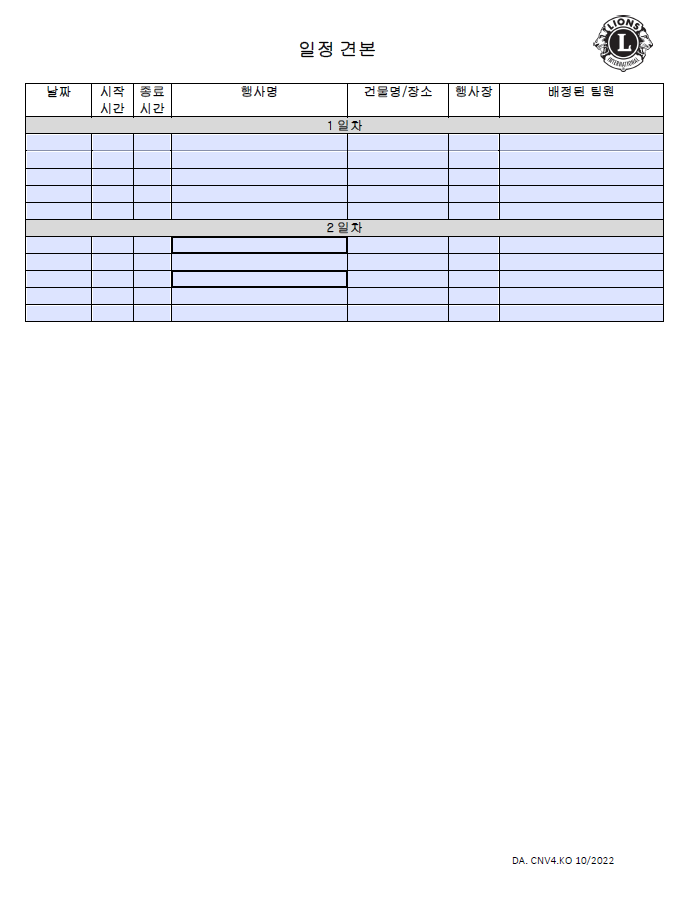 일정 견본
LIONS
L
INTERNATIONAL
날짜 시작 시간 종료 시간 행사명 건물명/장소 행사장 배정된 팀원
1 일차
2 일차
DA. CNV4.KO 10/2022